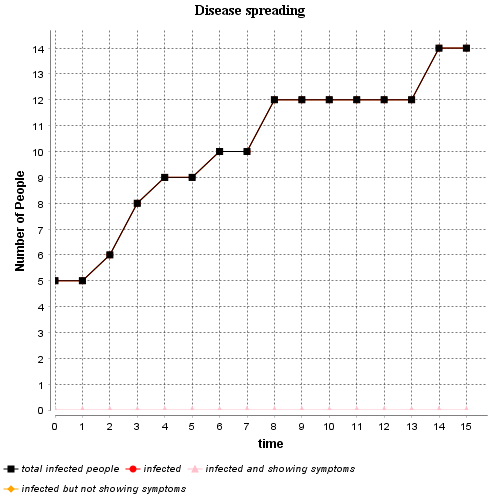 Disease spreading
Number of People
14
13
12
11
10
9
8
7
6
5
4
3
2
1
0
0 1 2 3 4 5 6 7 8 9 10 11 12 13 14 15
time
total infected people infected infected and showing symptoms
infected but not showing symptoms